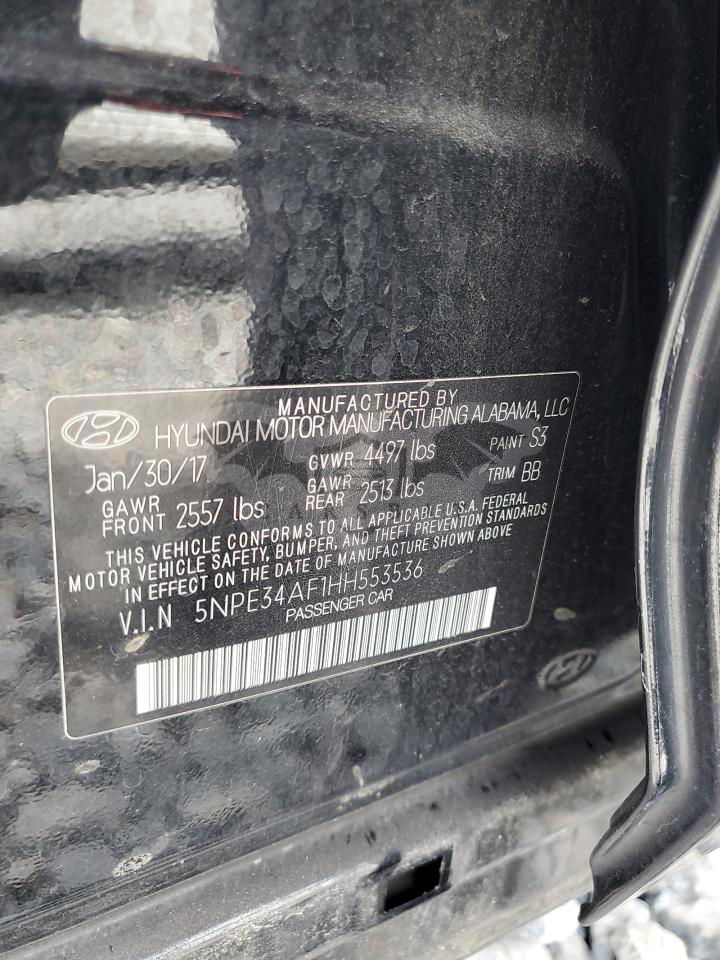 MANUFACTURED BY
HYUNDAI MOTOR MANUFACTURING ALABAMA, LLC
Jan/30/17 GVWR 4497 lbs PAINT S3
GAWR FRONT 2557 lbs GAWR REAR 2513 lbs TRIM BB
THIS VEHICLE CONFORMS TO ALL APPLICABLE U.S.A. FEDERAL
MOTOR VEHICLE SAFETY, BUMPER, AND THEFT PREVENTION STANDARDS
IN EFFECT ON THE DATE OF MANUFACTURE SHOWN ABOVE
V.I.N 5NPE34AF1HH553536
PASSENGER CAR